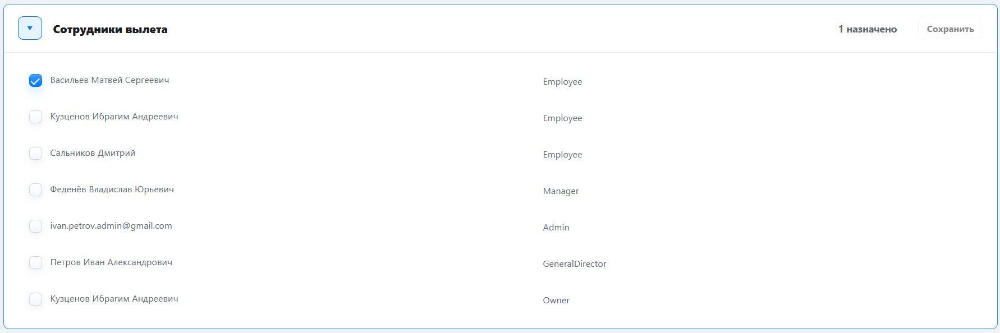 Сотрудники вылета
1 назначено
Сохранить
Васильев Матвей Сергеевич Employee
Кузценов Ибрагим Андреевич Employee
Сальников Дмитрий Employee
Феденёв Владислав Юрьевич Manager
ivan.petrov.admin@gmail.com Admin
Петров Иван Александрович GeneralDirector
Кузценов Ибрагим Андреевич Owner